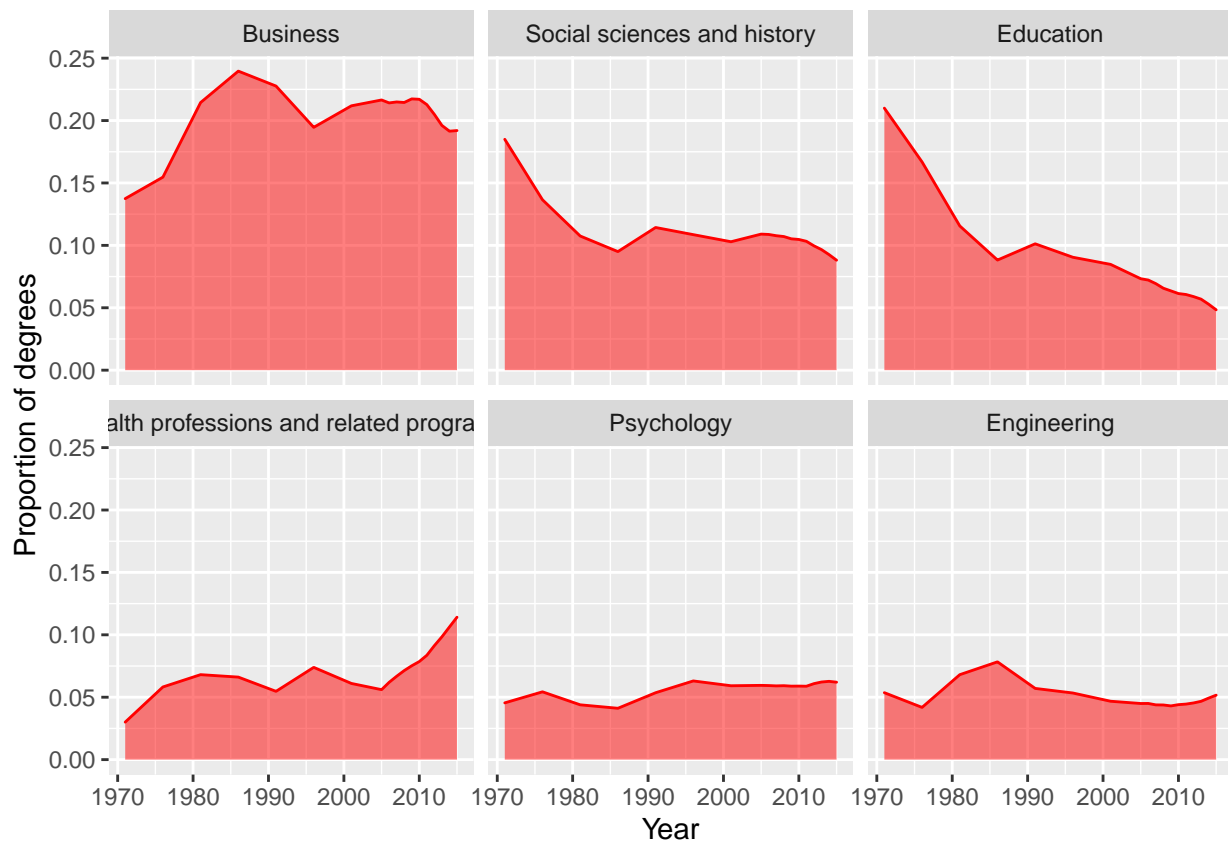 Business
Social sciences and history
Education
0.25
0.20
0.15
0.10
0.05
0.00
alth professions and related progra
Psychology
Engineering
0.25
0.20
0.15
0.10
0.05
0.00
1970 1980 1990 2000 2010
1970 1980 1990 2000 2010
1970 1980 1990 2000 2010
Year
Proportion of degrees